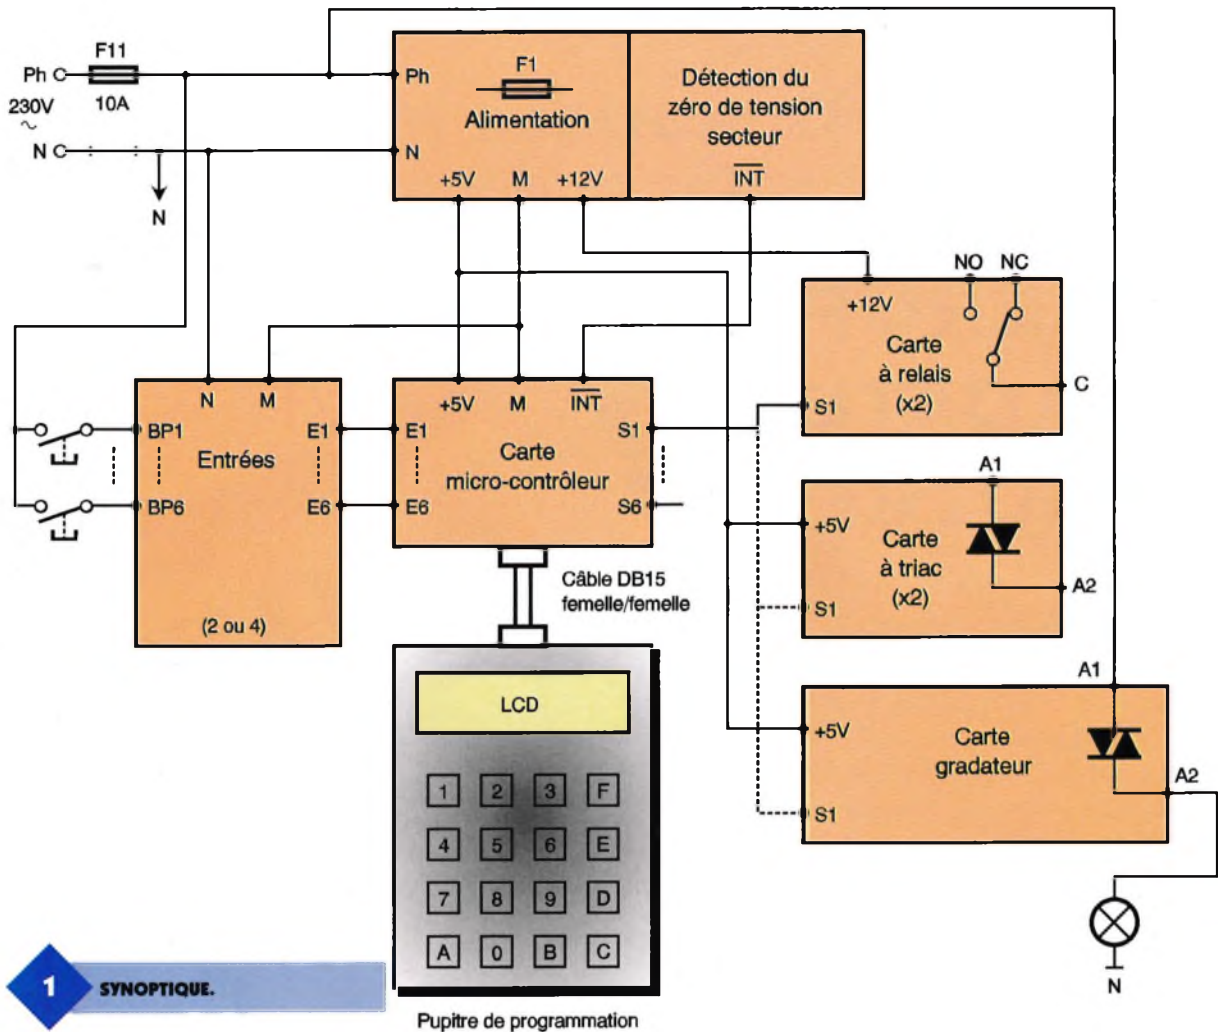 F11
Ph
10A
230V
~
N
N
Ph
F1
Alimentation
N
+5V M +12V
Détection du
zéro de tension
secteur
INT
NO NC
+12V
Carte
à relais
(x2)
S1
C
N M
BP1
E1
Entrées
BP6
E6
(2 ou 4)
+5V M INT
E1
S1
Carte
micro-contrôleur
E6
S6
A1
+5V
Carte
à triac
(x2)
A2
S1
Câble DB15
femelle/femelle
LCD
1 2 3 F
4 5 6 E
7 8 9 D
A 0 B C
Pupitre de programmation
A1
+5V
Carte
gradateur
A2
S1
N
1 SYNOPTIQUE.